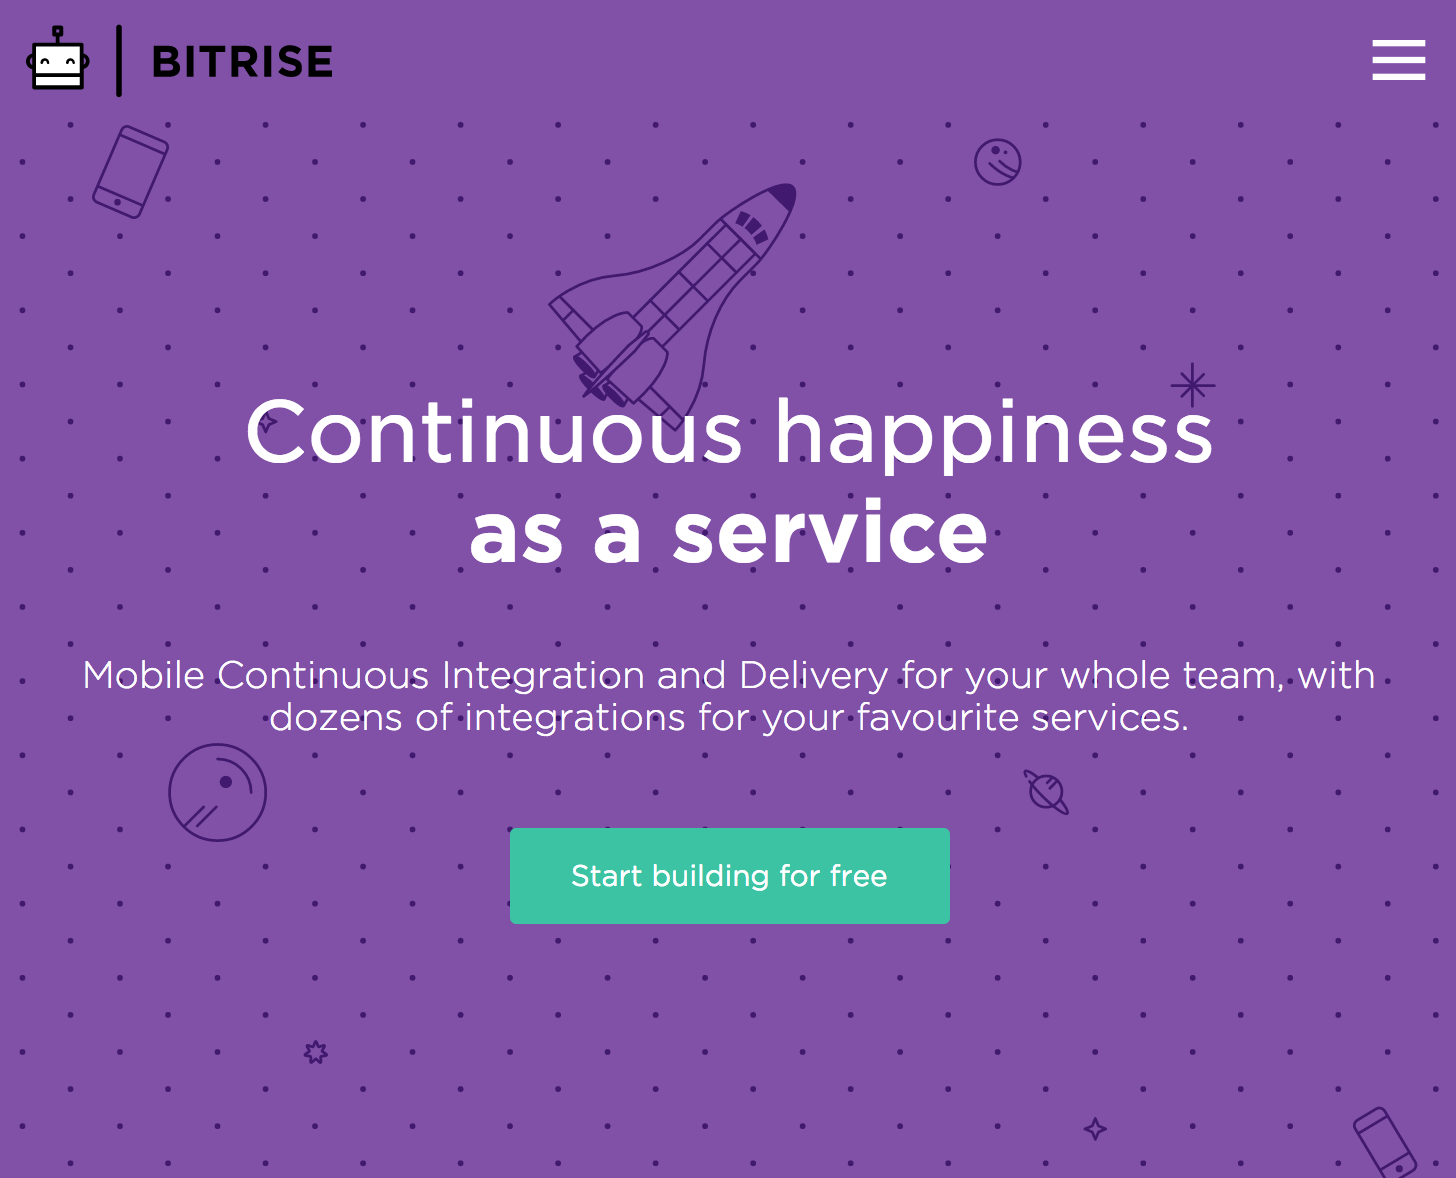 BITRISE
Continuous happiness
as a service
Mobile Continuous Integration and Delivery for your whole team, with
dozens of integrations for your favourite services.
Start building for free